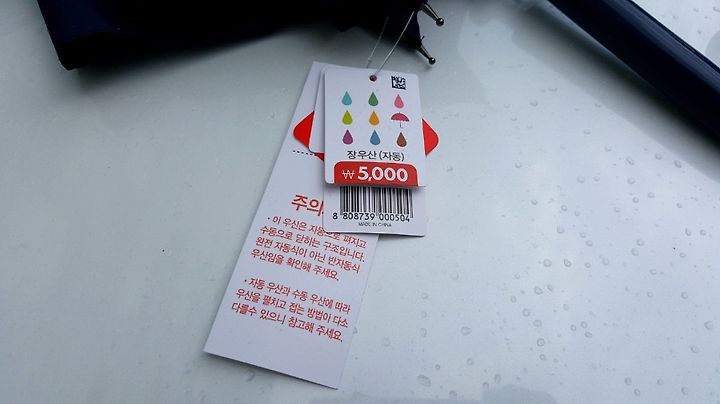 장우산 (자동)
₩ 5,000
8 808739 000504
MADE IN CHINA
주의
• 이 우산은 자동으로 펴지고
수동으로 닫히는 구조입니다.
완전 자동식이 아닌 반자동식
우산임을 확인해 주세요.
• 자동 우산과 수동 우산에 따라
우산을 펼치고 접는 방법이 다소
다를수 있으니 참고해 주세요.